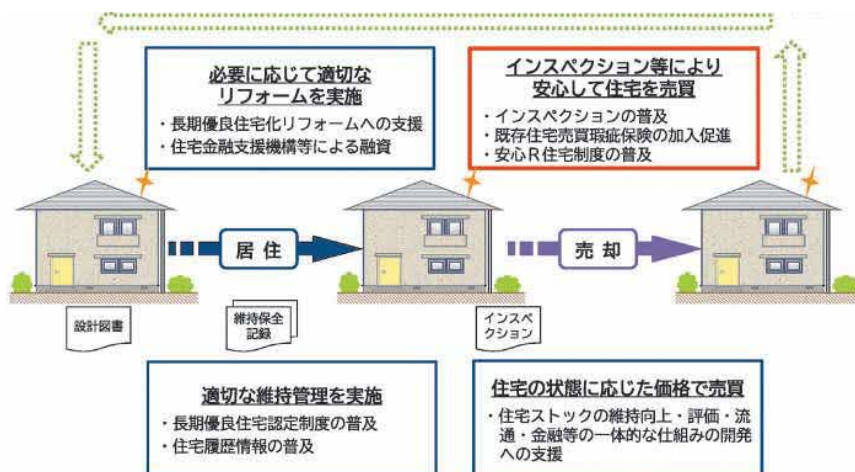 必要に応じて適切な
リフォームを実施
・長期優良住宅化リフォームへの支援
・住宅金融支援機構等による融資
インスペクション等により
安心して住宅を売買
・インスペクションの普及
・既存住宅売買瑕疵保険の加入促進
・安心R住宅制度の普及
居住
売却
設計図書
維持保全
記録
インスペ
クション
適切な維持管理を実施
・長期優良住宅認定制度の普及
・住宅履歴情報の普及
住宅の状態に応じた価格で売買
・住宅ストックの維持向上・評価・流
通・金融等の一体的な仕組みの開発
への支援